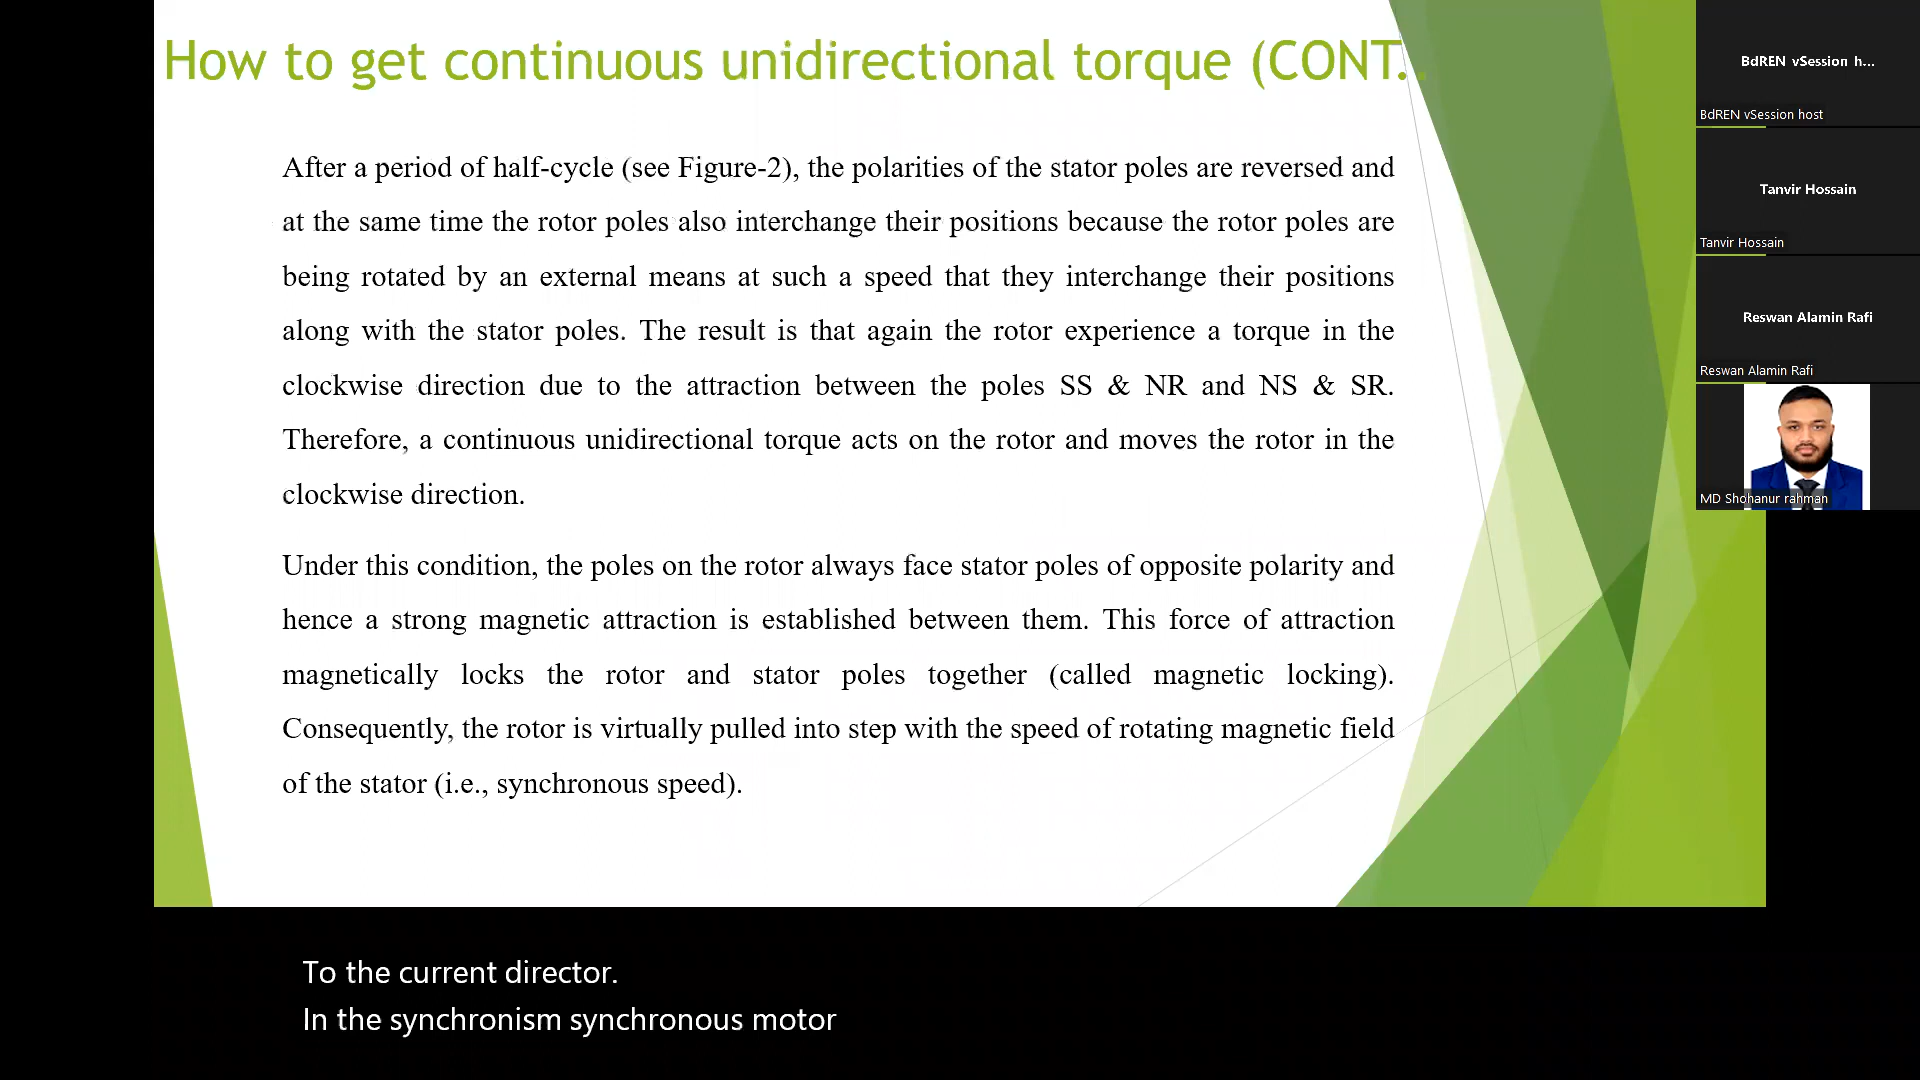 How to get continuous unidirectional torque (CONT..
After a period of half-cycle (see Figure-2), the polarities of the stator poles are reversed and
at the same time the rotor poles also interchange their positions because the rotor poles are
being rotated by an external means at such a speed that they interchange their positions
along with the stator poles. The result is that again the rotor experience a torque in the
clockwise direction due to the attraction between the poles SS & NR and NS & SR.
Therefore, a continuous unidirectional torque acts on the rotor and moves the rotor in the
clockwise direction.
Under this condition, the poles on the rotor always face stator poles of opposite polarity and
hence a strong magnetic attraction is established between them. This force of attraction
magnetically locks the rotor and stator poles together (called magnetic locking).
Consequently, the rotor is virtually pulled into step with the speed of rotating magnetic field
of the stator (i.e., synchronous speed).
BdREN vSession h...
BdREN vSession host
Tanvir Hossain
Tanvir Hossain
Reswan Alamin Rafi
Reswan Alamin Rafi
MD Shohanur rahman
To the current director.
In the synchronism synchronous motor